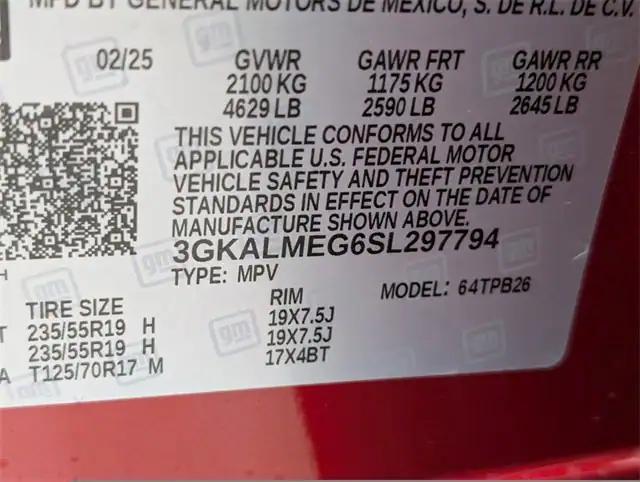 MFD BY GENERAL MOTORS DE MEXICO, S. DE R.L. DE C.V.
02/25 GVWR GAWR FRT GAWR RR
2100 KG 1175 KG 1200 KG
4629 LB 2590 LB 2645 LB
THIS VEHICLE CONFORMS TO ALL
APPLICABLE U.S. FEDERAL MOTOR
VEHICLE SAFETY AND THEFT PREVENTION
STANDARDS IN EFFECT ON THE DATE OF
MANUFACTURE SHOWN ABOVE.
3GKALMEG6SL297794
TYPE: MPV
MODEL: 64TPB26
TIRE SIZE RIM
T 235/55R19 H 19X7.5J
235/55R19 H 19X7.5J
A T125/70R17 M 17X4BT
gm